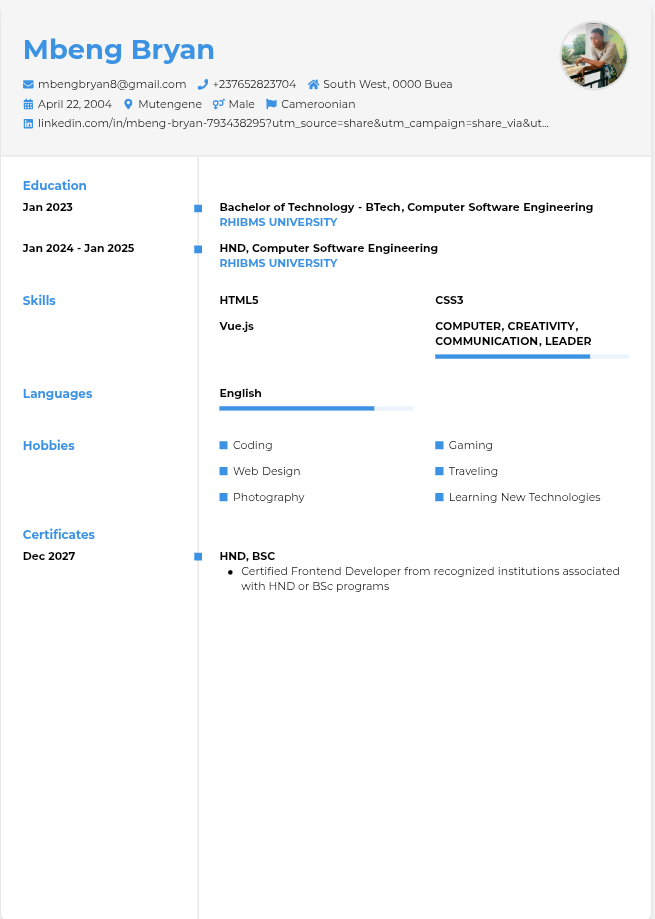 Mbeng Bryan
mbengbryan8@gmail.com +237652823704 South West, 0000 Buea
April 22, 2004 Mutengene Male Cameroonian
linkedin.com/in/mbeng-bryan-793438295?utm_source=share&utm_campaign=share_via&ut...
Education
Jan 2023 Bachelor of Technology - BTech, Computer Software Engineering
RHIBMS UNIVERSITY
Jan 2024 - Jan 2025 HND, Computer Software Engineering
RHIBMS UNIVERSITY
Skills HTML5 CSS3
Vue.js COMPUTER, CREATIVITY,
COMMUNICATION, LEADER
Languages English
Hobbies Coding Gaming
Web Design Traveling
Photography Learning New Technologies
Certificates
Dec 2027 HND, BSC
• Certified Frontend Developer from recognized institutions associated
with HND or BSc programs